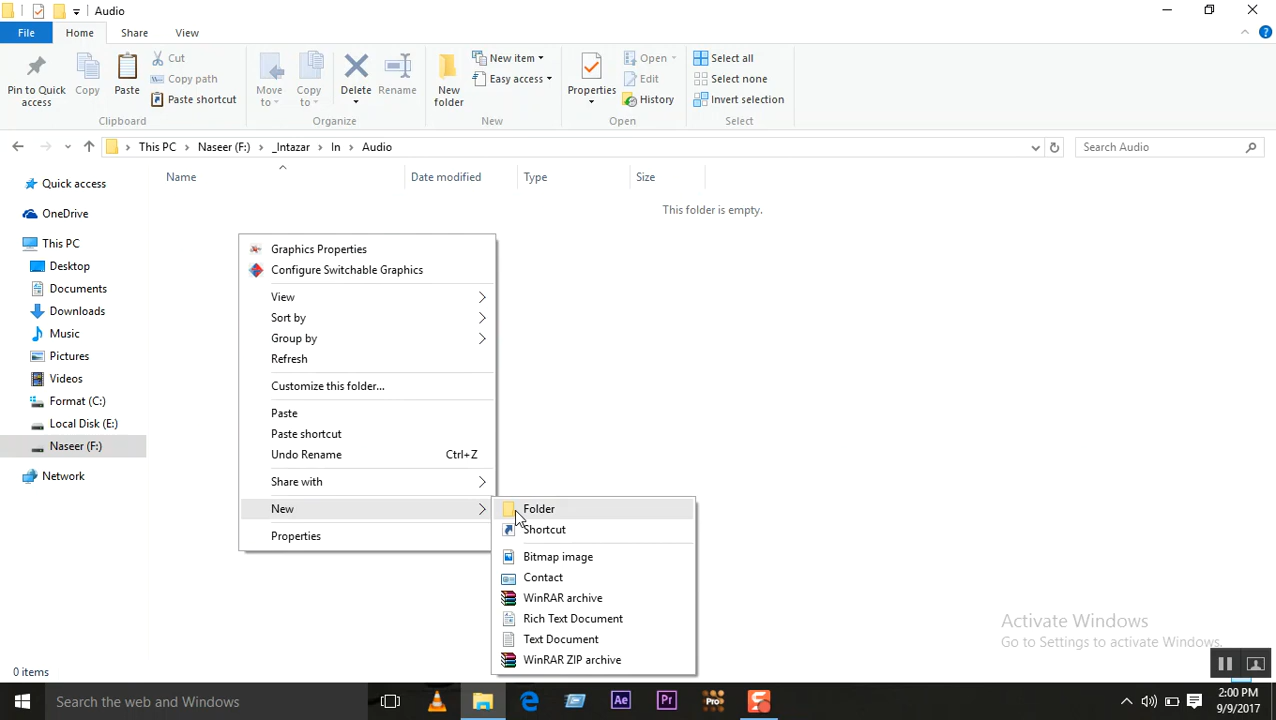 Audio
File Home Share View
Pin to Quick access
Copy
Paste
Cut
Copy path
Paste shortcut
Clipboard
Move to
Copy to
Delete
Rename
Organize
New folder
New item
Easy access
New
Properties
Open
Edit
History
Open
Select all
Select none
Invert selection
Select
This PC Naseer (F:) _Intazar In Audio
Search Audio
Name Date modified Type Size
This folder is empty.
Quick access
OneDrive
This PC
Desktop
Documents
Downloads
Music
Pictures
Videos
Format (C:)
Local Disk (E:)
Naseer (F:)
Network
Graphics Properties
Configure Switchable Graphics
View
Sort by
Group by
Refresh
Customize this folder...
Paste
Paste shortcut
Undo Rename Ctrl+Z
Share with
New
Properties
Folder
Shortcut
Bitmap image
Contact
WinRAR archive
Rich Text Document
Text Document
WinRAR ZIP archive
Activate Windows
Go to Settings to activate Windows.
0 items
Search the web and Windows
Ae
Pr
Pro
2:00 PM
9/9/2017